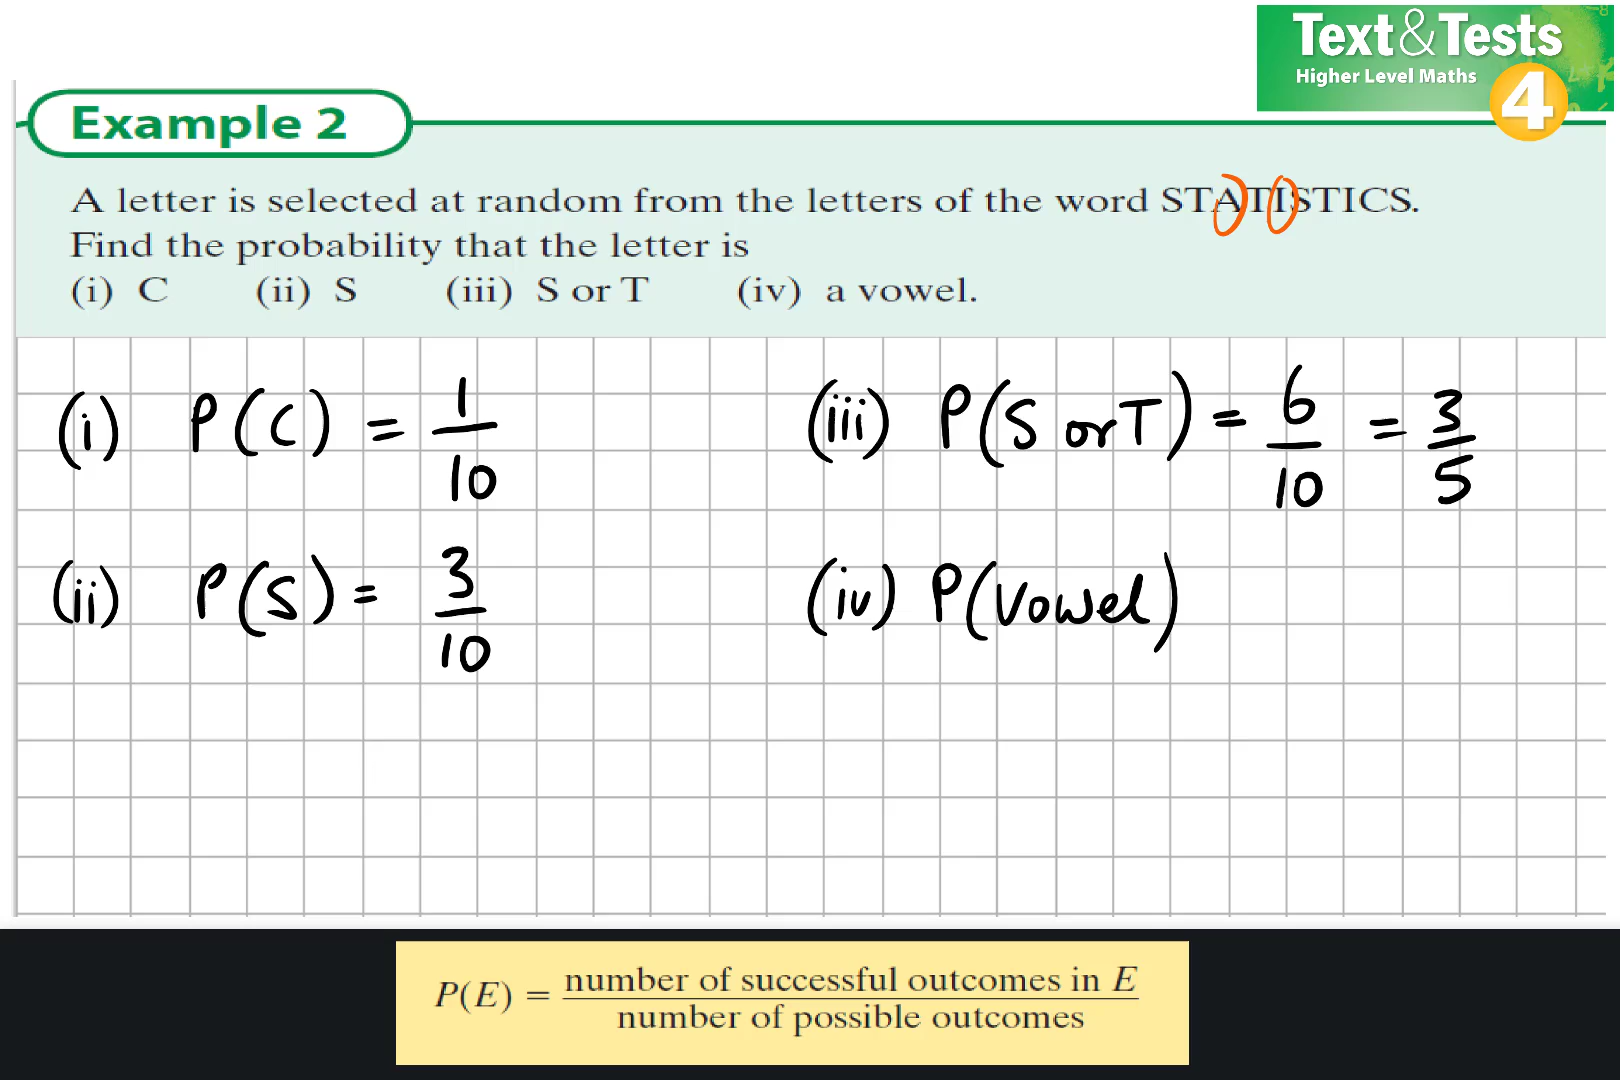 Text&Tests
Higher Level Maths
4
Example 2
A letter is selected at random from the letters of the word STATISTICS.
Find the probability that the letter is
(i) C (ii) S (iii) S or T (iv) a vowel.
(i) P(C) = 1/10
(ii) P(S) = 3/10
(iii) P(S or T) = 6/10 = 3/5
(iv) P(Vowel)
P(E) = number of successful outcomes in E / number of possible outcomes